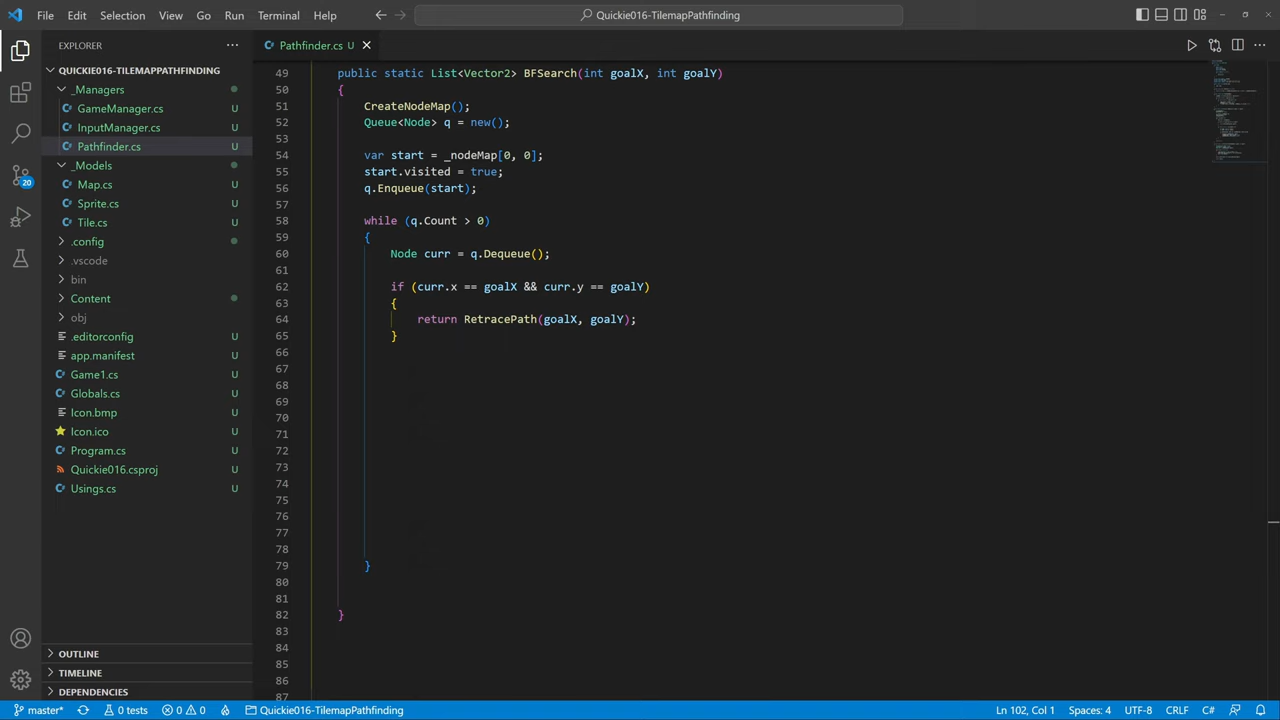 File Edit Selection View Go Run Terminal Help
Quickie016-TilemapPathfinding
EXPLORER
Pathfinder.cs U
QUICKIE016-TILEMAPPATHFINDING
_Managers
GameManager.cs U
InputManager.cs U
Pathfinder.cs U
_Models
Map.cs U
Sprite.cs U
Tile.cs U
.config
.vscode
bin
Content
obj
.editorconfig U
app.manifest U
Game1.cs U
Globals.cs U
Icon.bmp U
Icon.ico U
Program.cs U
Quickie016.csproj U
Usings.cs U
OUTLINE
TIMELINE
DEPENDENCIES
20
49 public static List<Vector2> BFSearch(int goalX, int goalY)
50 {
51 CreateNodeMap();
52 Queue<Node> q = new();
53
54 var start = _nodeMap[0, 0];
55 start.visited = true;
56 q.Enqueue(start);
57
58 while (q.Count > 0)
59 {
60 Node curr = q.Dequeue();
61
62 if (curr.x == goalX && curr.y == goalY)
63 {
64 return RetracePath(goalX, goalY);
65 }
66
67
68
69
70
71
72
73
74
75
76
77
78
79 }
80
81
82 }
83
84
85
86
87
master* 0 tests 0 0 Quickie016-TilemapPathfinding
Ln 102, Col 1 Spaces: 4 UTF-8 CRLF C#